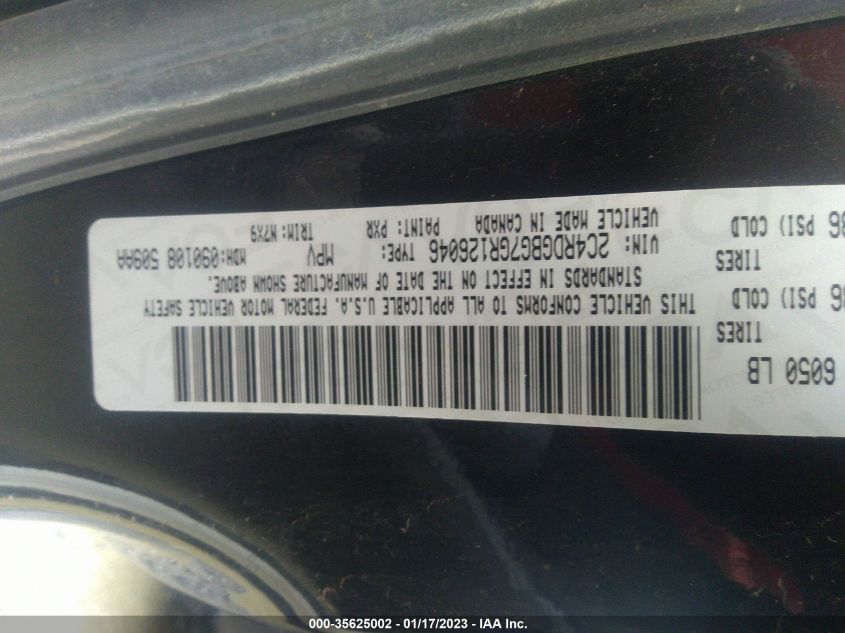 6050 LB
TIRES
36 PSI) COLD
TIRES
36 PSI) COLD
THIS VEHICLE CONFORMS TO ALL APPLICABLE U.S.A. FEDERAL MOTOR VEHICLE SAFETY
STANDARDS IN EFFECT ON THE DATE OF MANUFACTURE SHOWN ABOVE.
VIN: 2C4RDGBG7GR126046 TYPE: MPV MDH:090108 509AA
VEHICLE MADE IN CANADA PAINT: PXR TRIM:N7X9
000-35625002 - 01/17/2023 - IAA Inc.